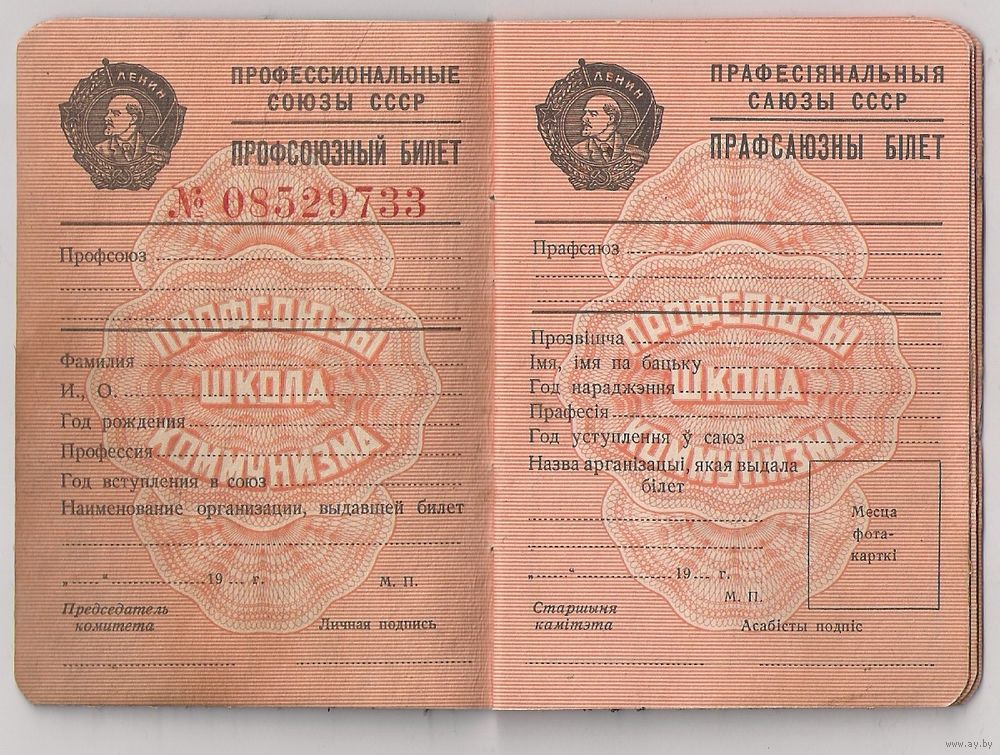 ЛЕНИН
ПРОФЕССИОНАЛЬНЫЕ
СОЮЗЫ СССР
ПРОФСОЮЗНЫЙ БИЛЕТ
№ 08529733
Профсоюз
ПРОФСОЮЗЫ
ШКОЛА
КОММУНИЗМА
Фамилия
И., О.
Год рождения
Профессия
Год вступления в союз
Наименование организации, выдавшей билет
„ “ 19 г. М. П.
Председатель
комитета
Личная подпись
ЛЕНИН
ПРАФЕСІЯНАЛЬНЫЯ
САЮЗЫ СССР
ПРАФСАЮЗНЫ БІЛЕТ
Прафсаюз
ПРОФСОЮЗЫ
ШКОЛА
КОММУНИЗМА
Прозвішча
Імя, імя па бацьку
Год нараджэння
Прафесія
Год уступлення ў саюз
Назва арганізацыі, якая выдала
білет
Месца
фота-
карткі
„ “ 19 г.
М. П.
Старшыня
камітэта
Асабісты подпіс
www.ay.by